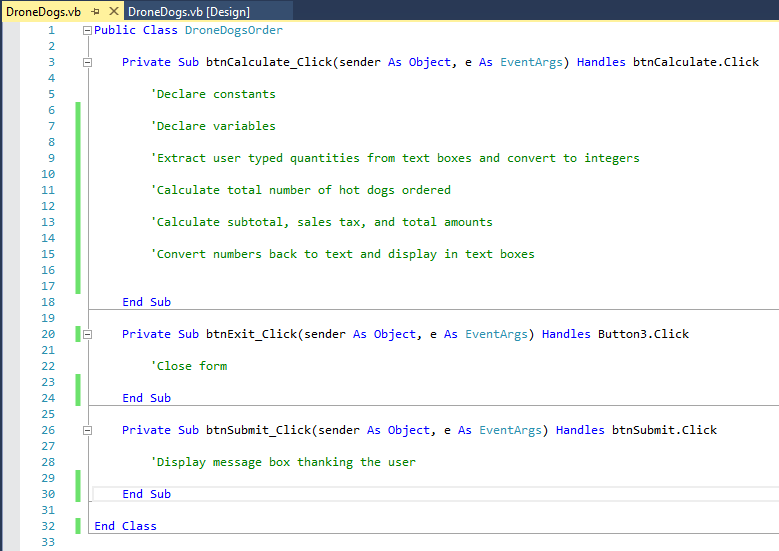 DroneDogs.vb DroneDogs.vb [Design]
1 Public Class DroneDogsOrder
2
3 Private Sub btnCalculate_Click(sender As Object, e As EventArgs) Handles btnCalculate.Click
4
5 'Declare constants
6
7 'Declare variables
8
9 'Extract user typed quantities from text boxes and convert to integers
10
11 'Calculate total number of hot dogs ordered
12
13 'Calculate subtotal, sales tax, and total amounts
14
15 'Convert numbers back to text and display in text boxes
16
17
18 End Sub
19
20 Private Sub btnExit_Click(sender As Object, e As EventArgs) Handles Button3.Click
21
22 'Close form
23
24 End Sub
25
26 Private Sub btnSubmit_Click(sender As Object, e As EventArgs) Handles btnSubmit.Click
27
28 'Display message box thanking the user
29
30 End Sub
31
32 End Class
33